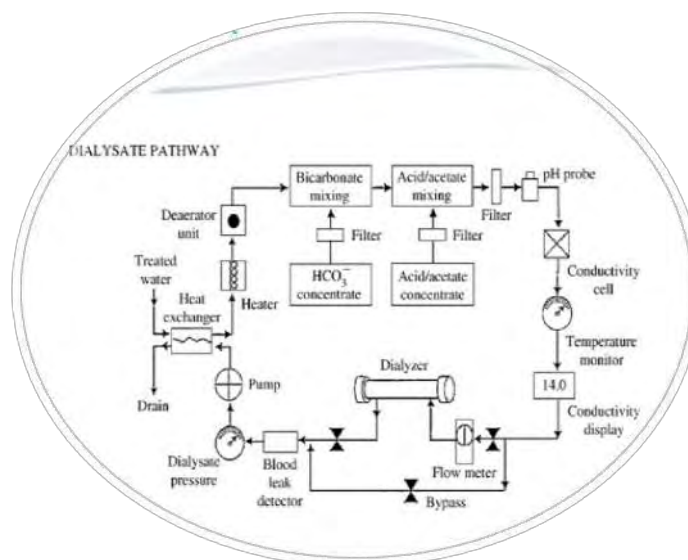 DIALYSATE PATHWAY
Bicarbonate
mixing
Acid/acetate
mixing
pH probe
Filter
Deaerator
unit
Filter
Filter
Treated
water
HCO₃⁻
concentrate
Acid/acetate
concentrate
Conductivity
cell
Heat
exchanger
Heater
Temperature
monitor
Dialyzer
Pump
14.0
Drain
Conductivity
display
Dialysate
pressure
Blood
leak
detector
Flow meter
Bypass